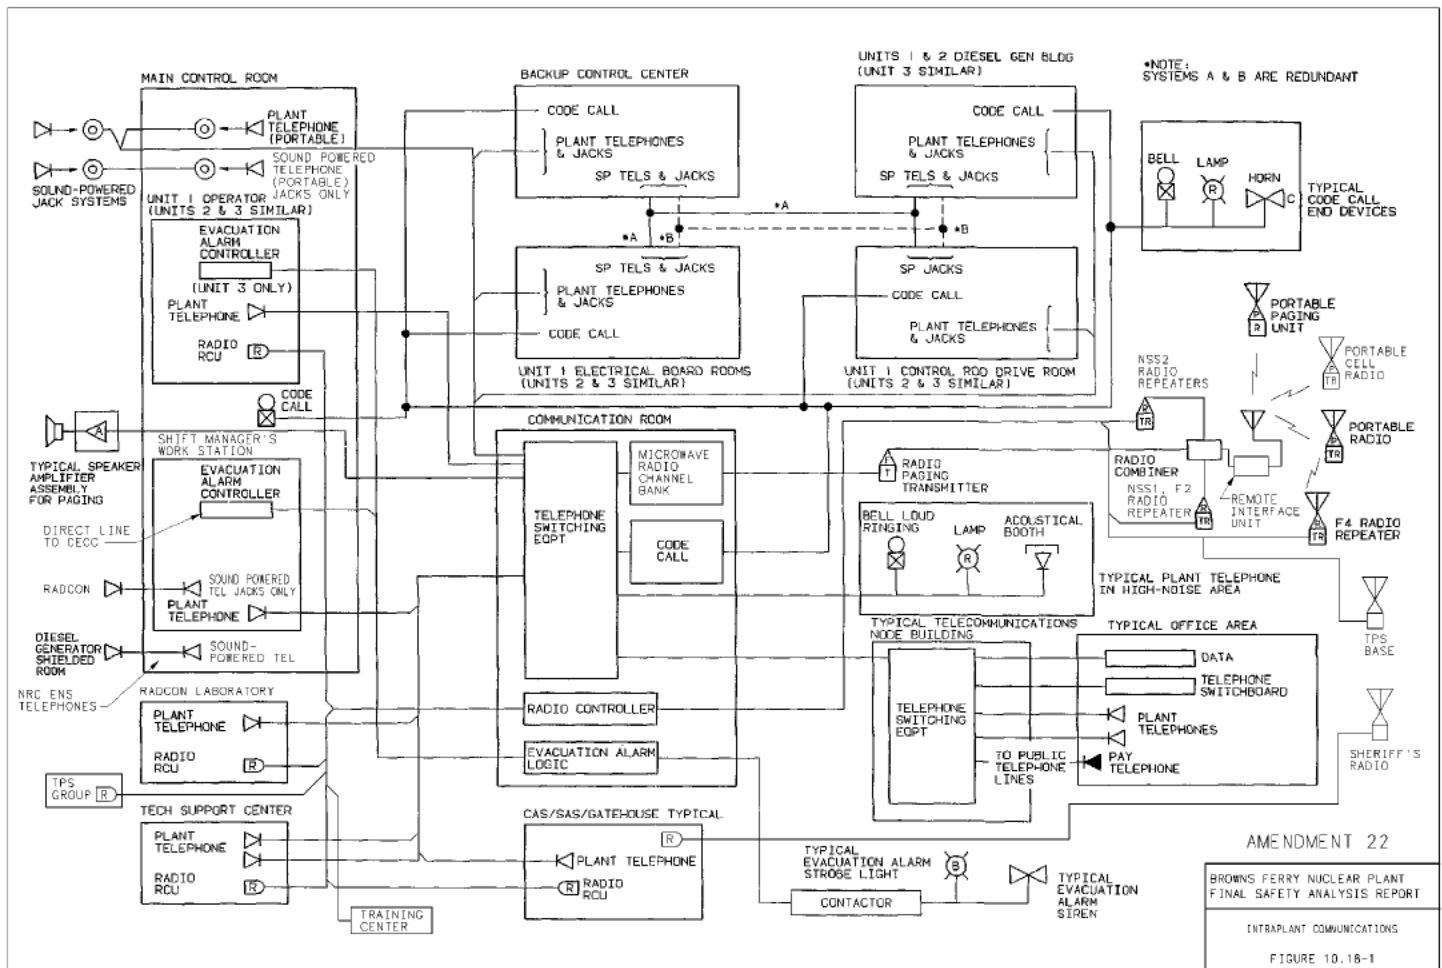 MAIN CONTROL ROOM
PLANT
TELEPHONE
(PORTABLE)
SOUND POWERED
TELEPHONE
(PORTABLE)
JACKS ONLY
SOUND-POWERED
JACK SYSTEMS
UNIT 1 OPERATOR
(UNITS 2 & 3 SIMILAR)
EVACUATION
ALARM
CONTROLLER
(UNIT 3 ONLY)
PLANT
TELEPHONE
RADIO
RCU
R
CODE
CALL
A
TYPICAL SPEAKER
AMPLIFIER
ASSEMBLY
FOR PAGING
SHIFT MANAGER'S
WORK STATION
EVACUATION
ALARM
CONTROLLER
DIRECT LINE
TO CECC
RADCON
SOUND POWERED
TEL JACKS ONLY
PLANT
TELEPHONE
DIESEL
GENERATOR
SHIELDED
ROOM
SOUND-
POWERED TEL
NRC ENS
TELEPHONES
RADCON LABORATORY
PLANT
TELEPHONE
RADIO
RCU
R
TPS
GROUP
R
TECH SUPPORT CENTER
PLANT
TELEPHONE
RADIO
RCU
R
TRAINING
CENTER
BACKUP CONTROL CENTER
CODE CALL
PLANT TELEPHONES
& JACKS
SP TELS & JACKS
*A
*A
*B
SP TELS & JACKS
PLANT TELEPHONES
& JACKS
CODE CALL
UNIT 1 ELECTRICAL BOARD ROOMS
(UNITS 2 & 3 SIMILAR)
UNITS 1 & 2 DIESEL GEN BLDG
(UNIT 3 SIMILAR)
CODE CALL
PLANT TELEPHONES
& JACKS
SP TELS & JACKS
*B
SP JACKS
CODE CALL
PLANT TELEPHONES
& JACKS
UNIT 1 CONTROL ROD DRIVE ROOM
(UNITS 2 & 3 SIMILAR)
*NOTE:
SYSTEMS A & B ARE REDUNDANT
BELL
LAMP
R
HORN
C
TYPICAL
CODE CALL
END DEVICES
P
R
PORTABLE
PAGING
UNIT
P
TR
PORTABLE
CELL
RADIO
NSS2
RADIO
REPEATERS
R
TR
P
TR
PORTABLE
RADIO
RADIO
COMBINER
NSS1, F2
RADIO
REPEATER
R
TR
REMOTE
INTERFACE
UNIT
R
TR
F4 RADIO
REPEATER
TPS
BASE
SHERIFF'S
RADIO
COMMUNICATION ROOM
TELEPHONE
SWITCHING
EQPT
MICROWAVE
RADIO
CHANNEL
BANK
CODE
CALL
RADIO CONTROLLER
EVACUATION ALARM
LOGIC
F
T
RADIO
PAGING
TRANSMITTER
BELL LOUD
RINGING
LAMP
R
ACOUSTICAL
BOOTH
TYPICAL PLANT TELEPHONE
IN HIGH-NOISE AREA
TYPICAL TELECOMMUNICATIONS
NODE BUILDING
TELEPHONE
SWITCHING
EQPT
TO PUBLIC
TELEPHONE
LINES
TYPICAL OFFICE AREA
DATA
TELEPHONE
SWITCHBOARD
PLANT
TELEPHONES
PAY
TELEPHONE
CAS/SAS/GATEHOUSE TYPICAL
R
PLANT TELEPHONE
R
RADIO
RCU
TYPICAL
EVACUATION ALARM
STROBE LIGHT
B
CONTACTOR
TYPICAL
EVACUATION
ALARM
SIREN
AMENDMENT 22
BROWNS FERRY NUCLEAR PLANT
FINAL SAFETY ANALYSIS REPORT
INTRAPLANT COMMUNICATIONS
FIGURE 10.18-1